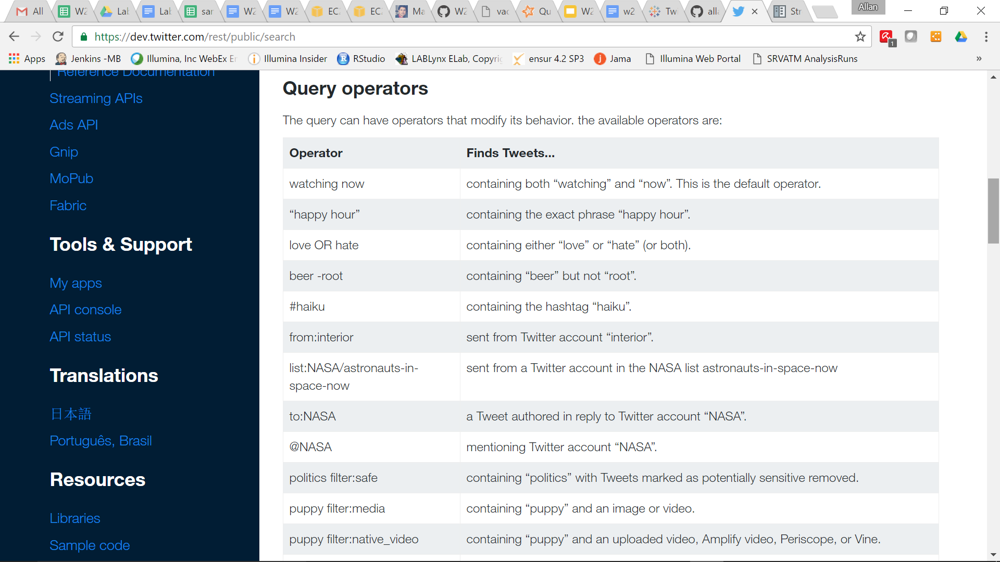 All
W2
Lab
Lab
sar
W2
W2
EC2
EC2
Ma
W2
vac
Qu
W2
w2
Tw
alla
Str
Allan
https://dev.twitter.com/rest/public/search
1
Apps
Jenkins -MB
Illumina, Inc WebEx Er
Illumina Insider
RStudio
LABLynx ELab, Copyric
ensur 4.2 SP3
Jama
Illumina Web Portal
SRVATM AnalysisRuns
»
Reference Documentation
Streaming APIs
Ads API
Gnip
MoPub
Fabric
Tools & Support
My apps
API console
API status
Translations
日本語
Português, Brasil
Resources
Libraries
Sample code
Query operators
The query can have operators that modify its behavior. the available operators are:
Operator
Finds Tweets...
watching now
containing both “watching” and “now”. This is the default operator.
“happy hour”
containing the exact phrase “happy hour”.
love OR hate
containing either “love” or “hate” (or both).
beer -root
containing “beer” but not “root”.
#haiku
containing the hashtag “haiku”.
from:interior
sent from Twitter account “interior”.
list:NASA/astronauts-in-
space-now
sent from a Twitter account in the NASA list astronauts-in-space-now
to:NASA
a Tweet authored in reply to Twitter account “NASA”.
@NASA
mentioning Twitter account “NASA”.
politics filter:safe
containing “politics” with Tweets marked as potentially sensitive removed.
puppy filter:media
containing “puppy” and an image or video.
puppy filter:native_video
containing “puppy” and an uploaded video, Amplify video, Periscope, or Vine.